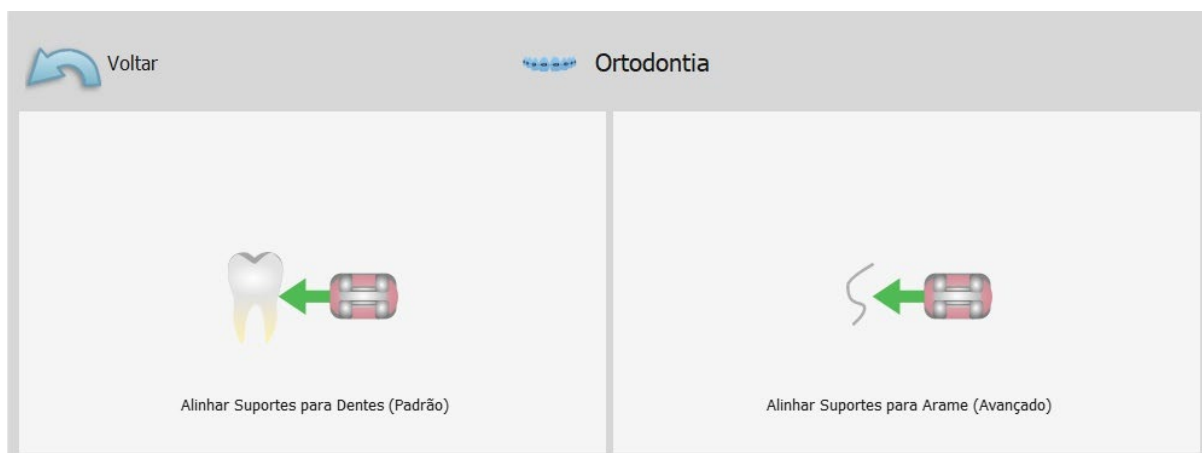 Voltar
Ortodontia
Alinhar Suportes para Dentes (Padrão)
Alinhar Suportes para Arame (Avançado)